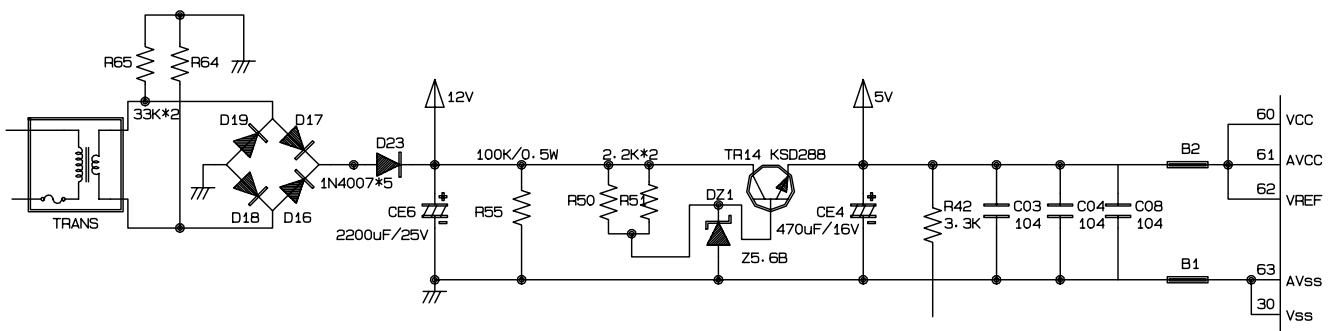 R65
R64
33K*2
TRANS
D19
D17
D18
D16
D23
1N4007*5
12V
CE6
2200uF/25V
100K/0.5W
R55
2.2K*2
R50
R51
DZ1
Z5.6B
TR14 KSD288
5V
CE4
470uF/16V
R42
3.3K
C03
104
C04
104
C08
104
B2
B1
60
VCC
61
AVCC
62
VREF
63
AVss
30
Vss